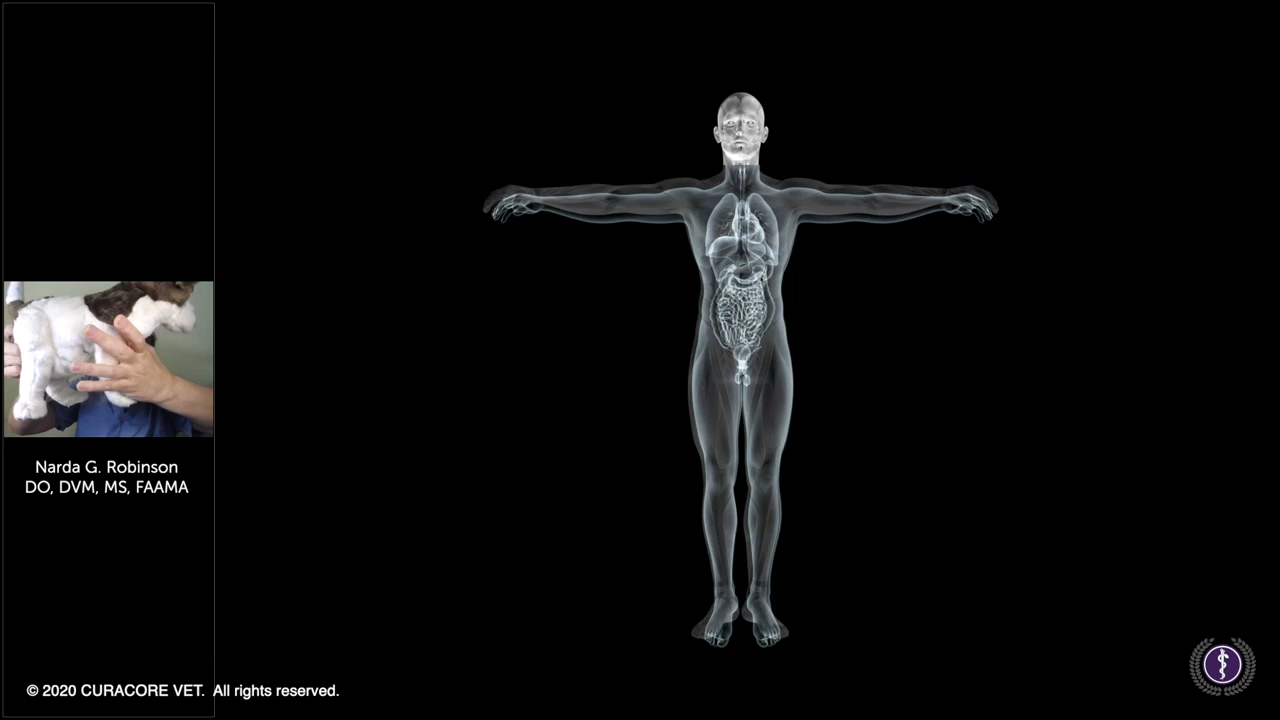 Narda G. Robinson
DO, DVM, MS, FAAMA
© 2020 CURACORE VET.  All rights reserved.